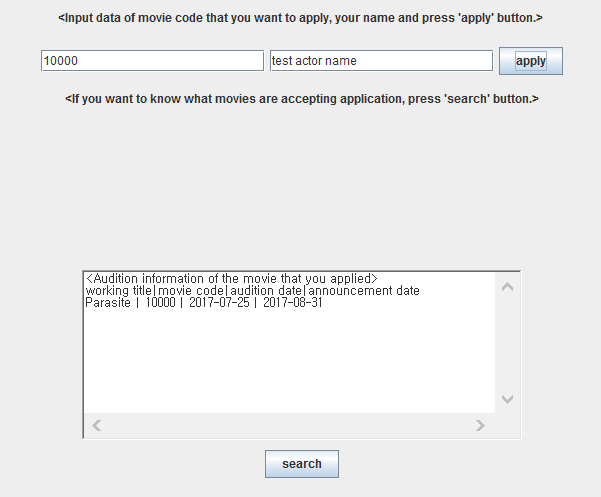 <Input data of movie code that you want to apply, your name and press 'apply' button.>
10000 test actor name apply
<If you want to know what movies are accepting application, press 'search' button.>
<Audition information of the movie that you applied>
working title|movie code|audition date|announcement date
Parasite | 10000 | 2017-07-25 | 2017-08-31
search